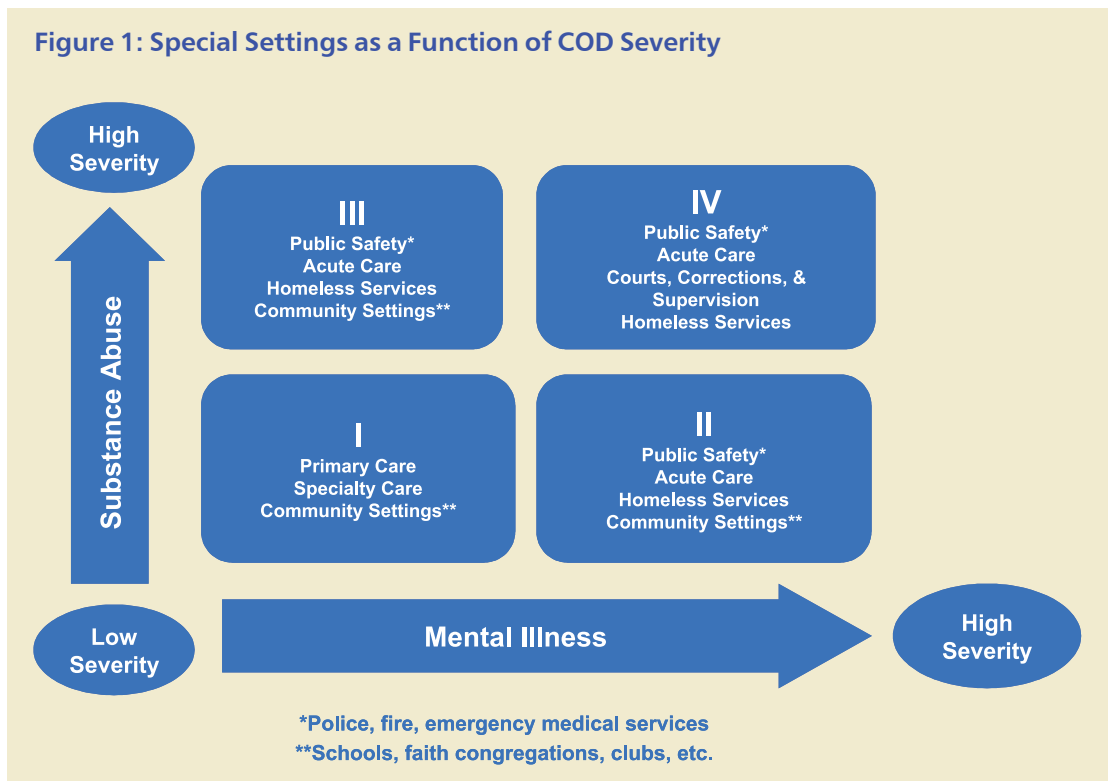 Figure 1: Special Settings as a Function of COD Severity
High
Severity
III
Public Safety*
Acute Care
Homeless Services
Community Settings**
IV
Public Safety*
Acute Care
Courts, Corrections, &
Supervision
Homeless Services
Substance Abuse
I
Primary Care
Specialty Care
Community Settings**
II
Public Safety*
Acute Care
Homeless Services
Community Settings**
Low
Severity
Mental Illness
High
Severity
*Police, fire, emergency medical services
**Schools, faith congregations, clubs, etc.